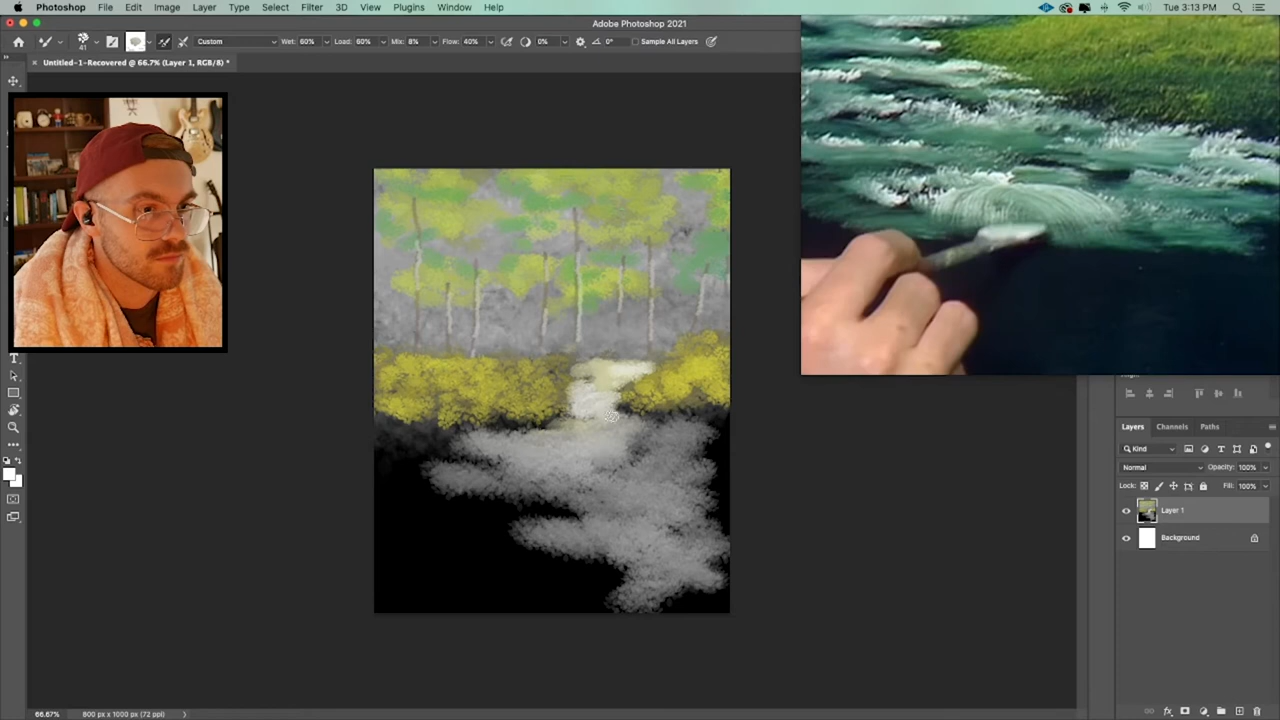 Photoshop File Edit Image Layer Type Select Filter 3D View Plugins Window Help Tue 3:13 PM
Adobe Photoshop 2021
41 Custom Wet: 60% Load: 60% Mix: 8% Flow: 40% 0% 0° Sample All Layers
Untitled-1-Recovered @ 66.7% (Layer 1, RGB/8) *
Layers Channels Paths
Kind
Normal Opacity: 100%
Lock: Fill: 100%
Layer 1
Background
66.67% 800 px x 1000 px (72 ppi)